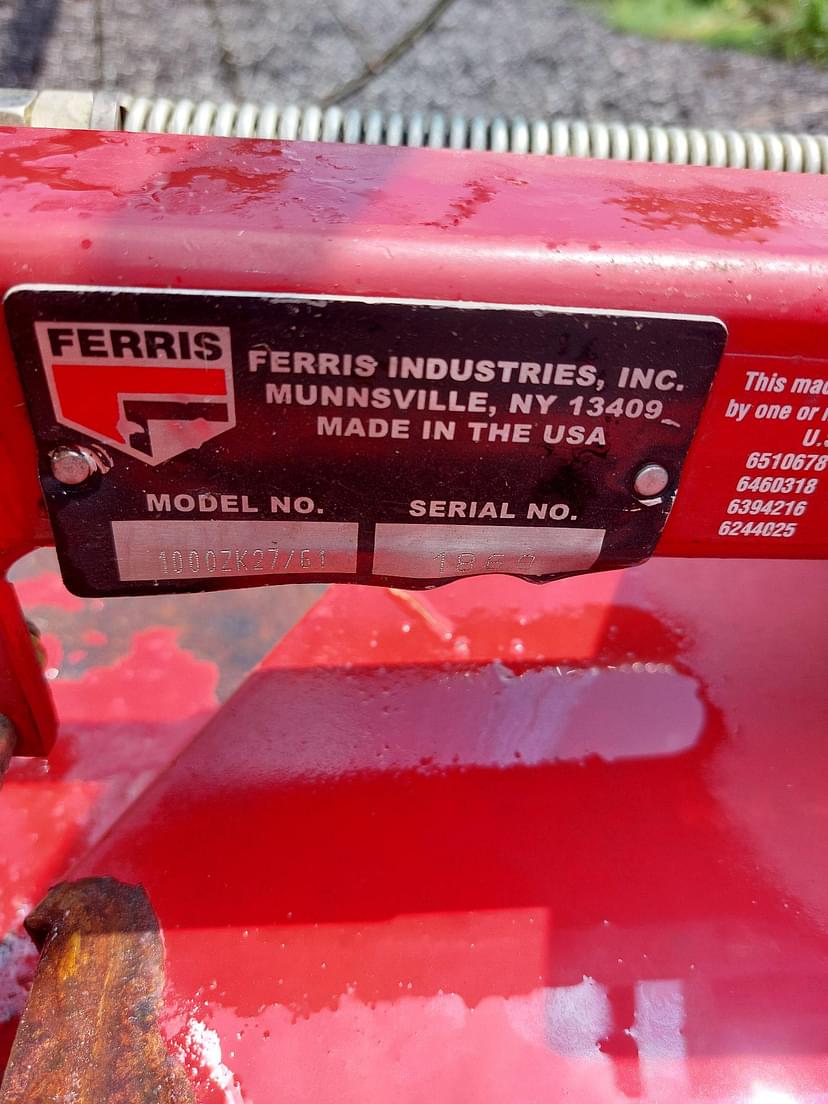 FERRIS
FERRIS INDUSTRIES, INC.
MUNNSVILLE, NY 13409
MADE IN THE USA
MODEL NO.
SERIAL NO.
1000ZK27/61
This
by one or
6510678
6460318
6394216
6244025